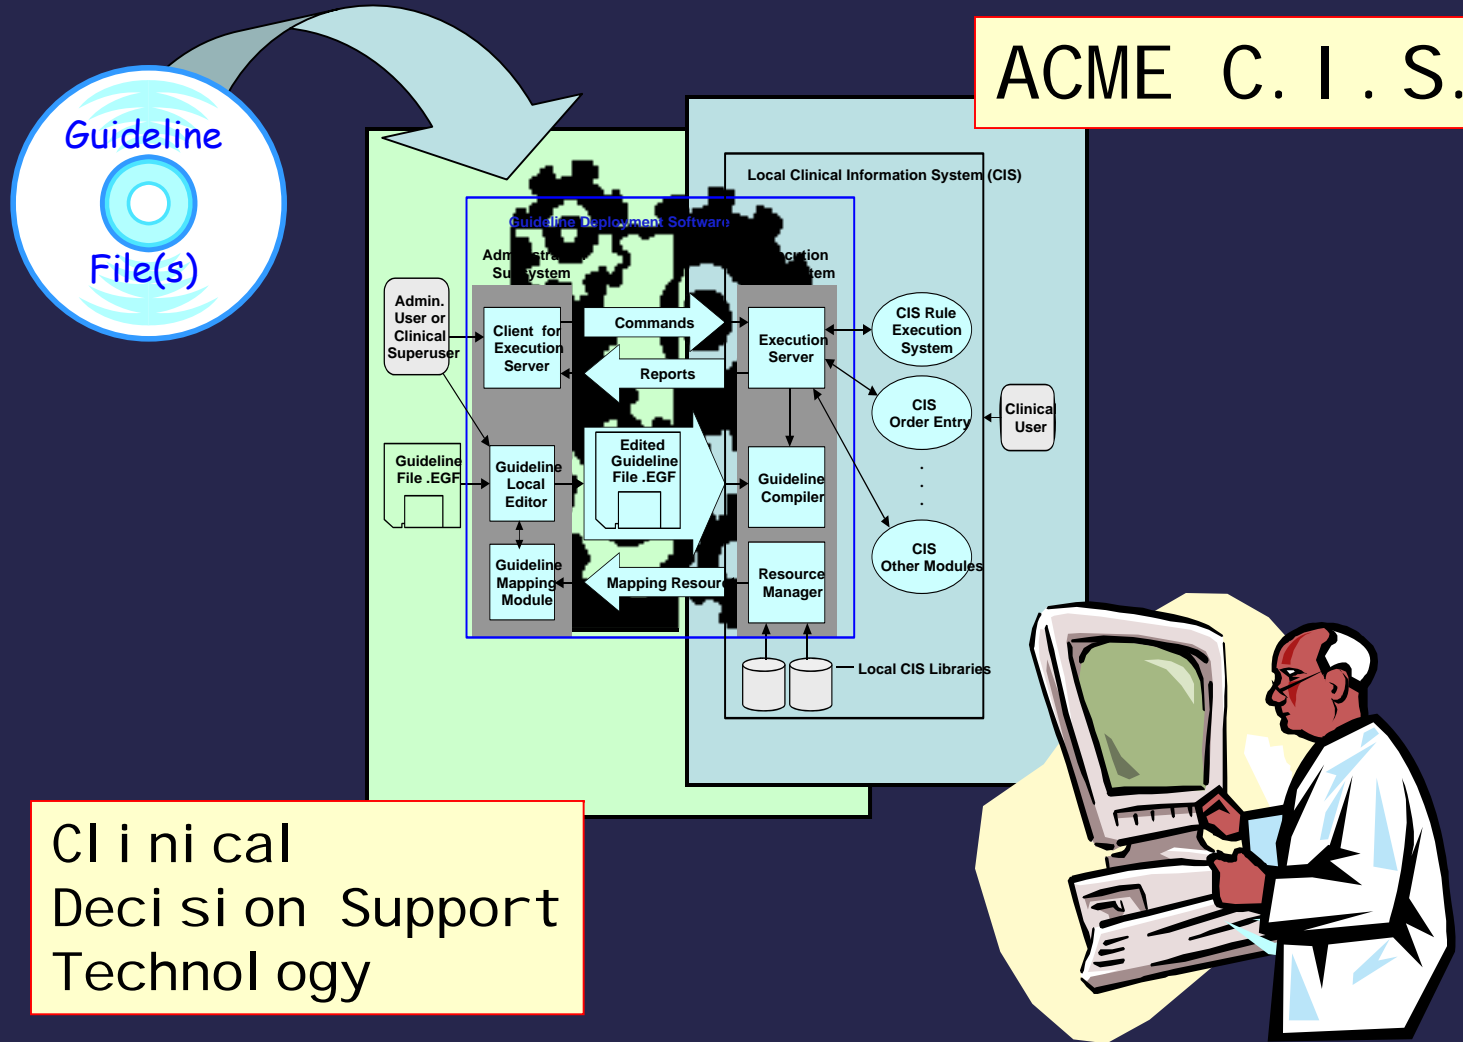 ACME C.I.S.
Guideline
File(s)
Local Clinical Information System (CIS)
Guideline Deployment Software
Admin.
User or
Clinical
Superuser
Client for
Execution
Server
Commands
Reports
Execution
Server
CIS Rule
Execution
System
CIS
Order Entry
.
.
.
Clinical
User
Guideline
File .EGF
Guideline
Local
Editor
Edited
Guideline
File .EGF
Guideline
Compiler
CIS
Other Modules
Guideline
Mapping
Module
Mapping
Resource
Manager
Local CIS Libraries
Clinical
Decision Support
Technology